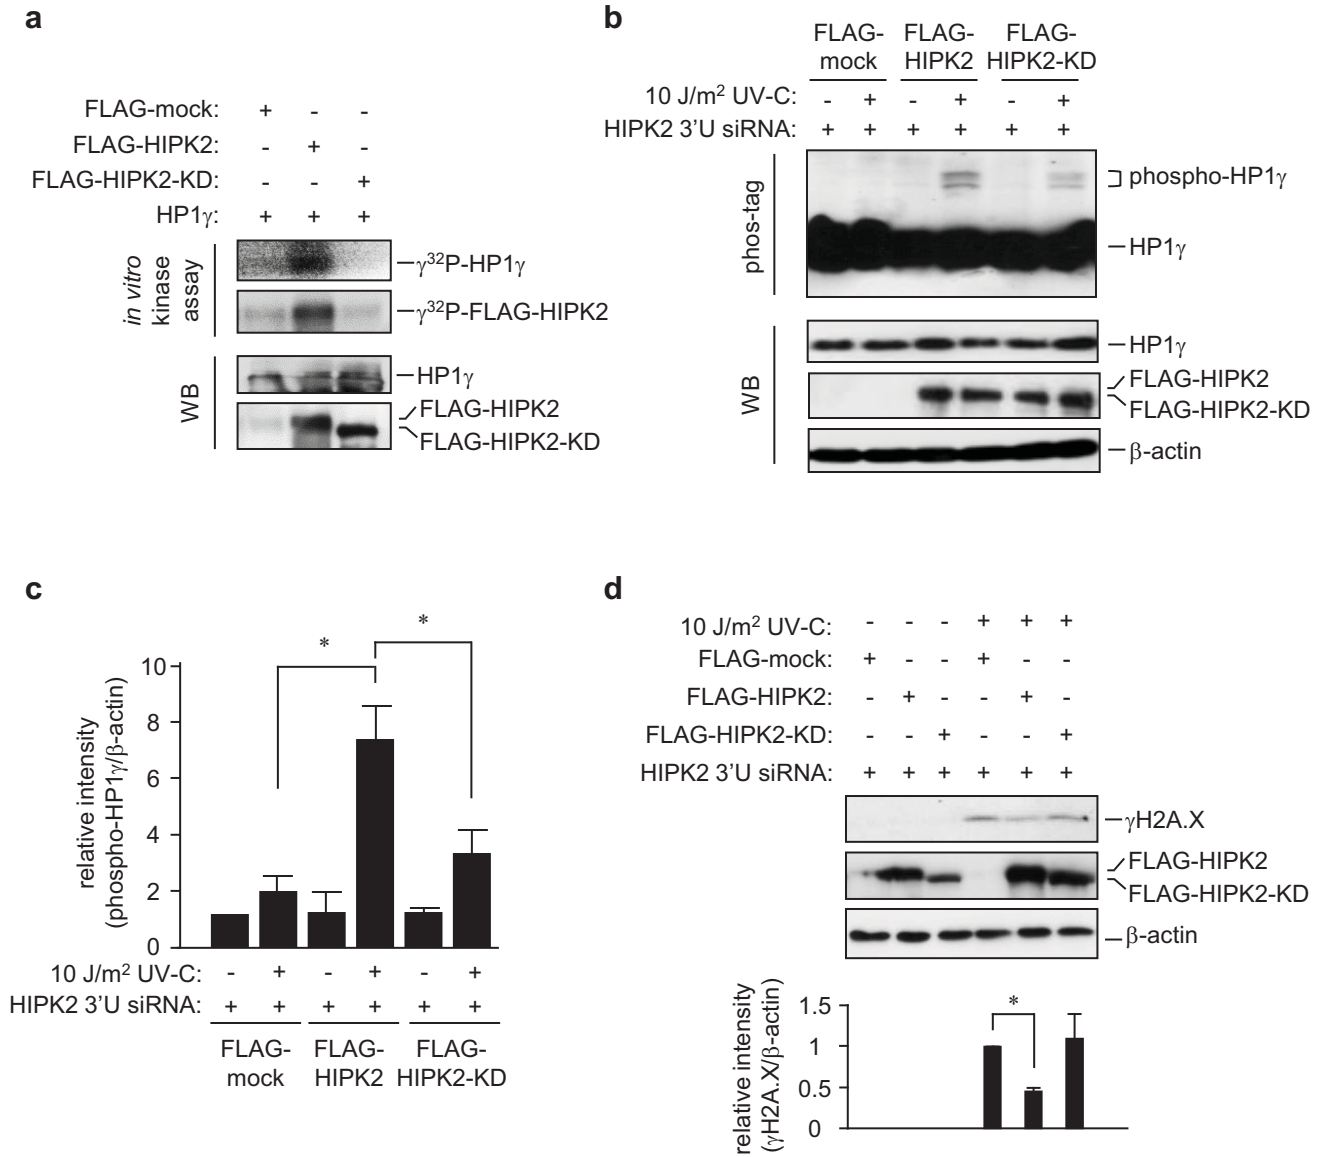 a
FLAG-mock: + - -
FLAG-HIPK2: - + -
FLAG-HIPK2-KD: - - +
HP1γ: + + +
in vitro
kinase
assay
γ³²P-HP1γ
γ³²P-FLAG-HIPK2
WB
HP1γ
FLAG-HIPK2
FLAG-HIPK2-KD
b
FLAG- FLAG- FLAG-
mock HIPK2 HIPK2-KD
10 J/m² UV-C: - + - + - +
HIPK2 3'U siRNA: + + + + + +
phos-tag
phospho-HP1γ
HP1γ
WB
HP1γ
FLAG-HIPK2
FLAG-HIPK2-KD
β-actin
c
relative intensity
(phospho-HP1γ/β-actin)
* *
10
8
6
4
2
0
10 J/m² UV-C: - + - + - +
HIPK2 3'U siRNA: + + + + + +
FLAG- FLAG- FLAG-
mock HIPK2 HIPK2-KD
d
10 J/m² UV-C: - - - + + +
FLAG-mock: + - - + - -
FLAG-HIPK2: - + - - + -
FLAG-HIPK2-KD: - - + - - +
HIPK2 3'U siRNA: + + + + + +
γH2A.X
FLAG-HIPK2
FLAG-HIPK2-KD
β-actin
relative intensity
(γH2A.X/β-actin)
*
1.5
1
0.5
0